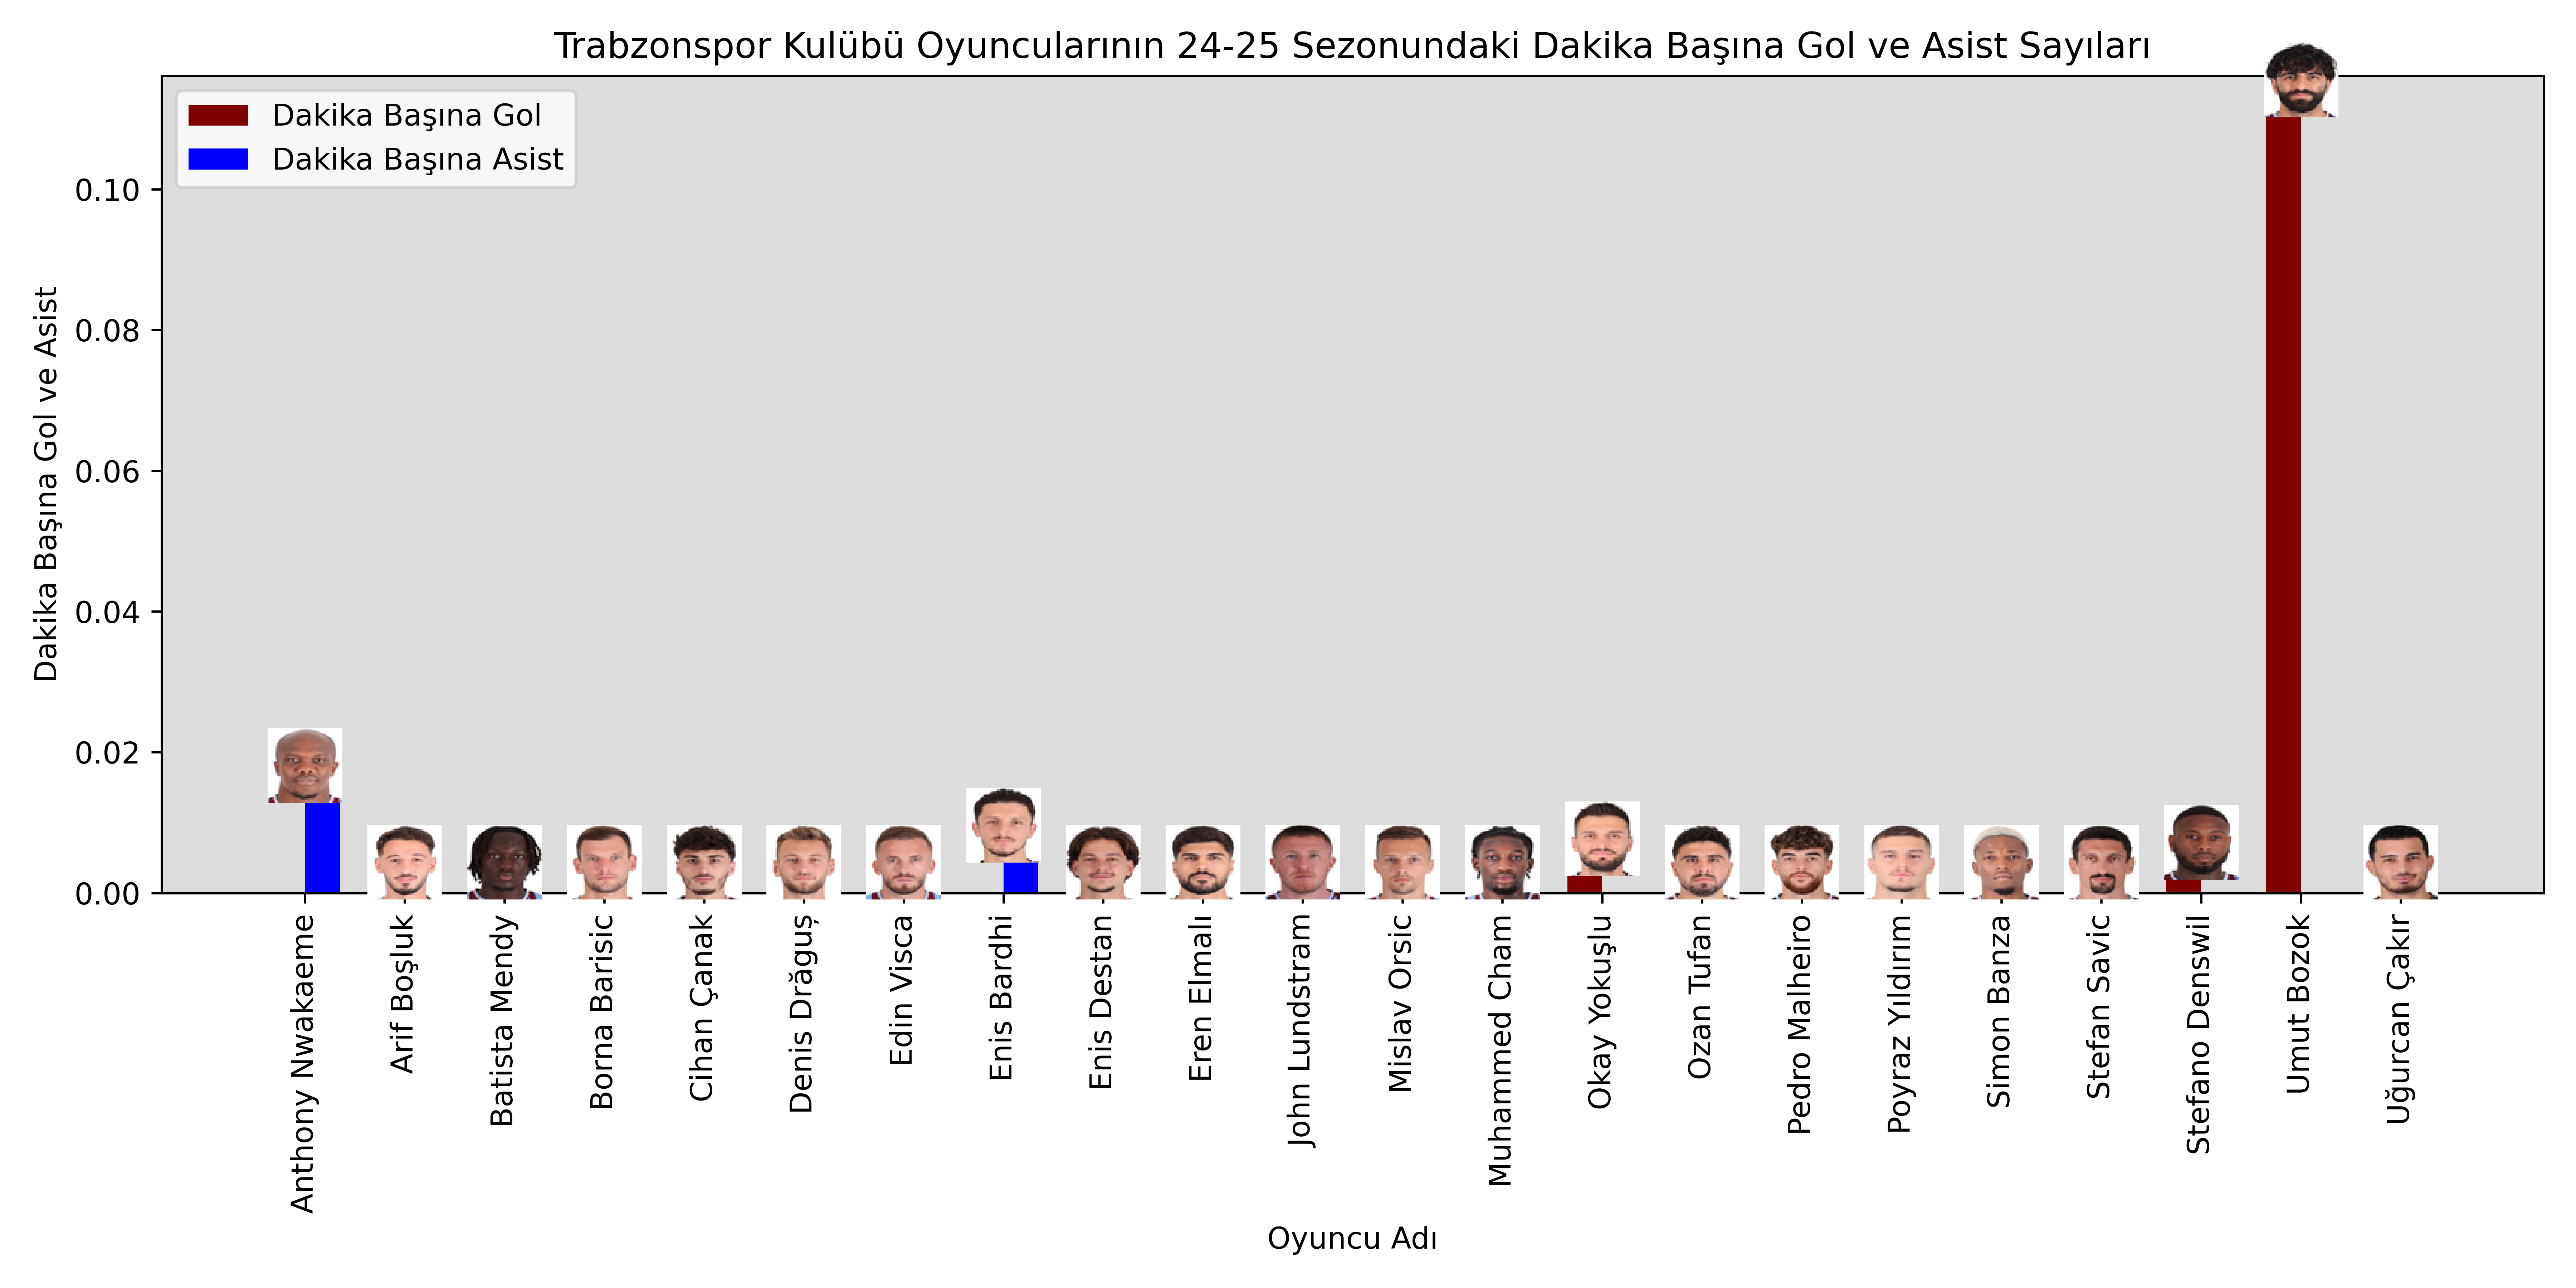 Trabzonspor Kulübü Oyuncularının 24-25 Sezonundaki Dakika Başına Gol ve Asist Sayıları
Dakika Başına Gol
Dakika Başına Asist
Dakika Başına Gol ve Asist
0.10
0.08
0.06
0.04
0.02
0.00
Anthony Nwakaeme
Arif Boşluk
Batista Mendy
Borna Barisic
Cihan Çanak
Denis Drăguș
Edin Visca
Enis Bardhi
Enis Destan
Eren Elmalı
John Lundstram
Mislav Orsic
Muhammed Cham
Okay Yokuşlu
Ozan Tufan
Pedro Malheiro
Poyraz Yıldırım
Simon Banza
Stefan Savic
Stefano Denswil
Umut Bozok
Uğurcan Çakır
Oyuncu Adı